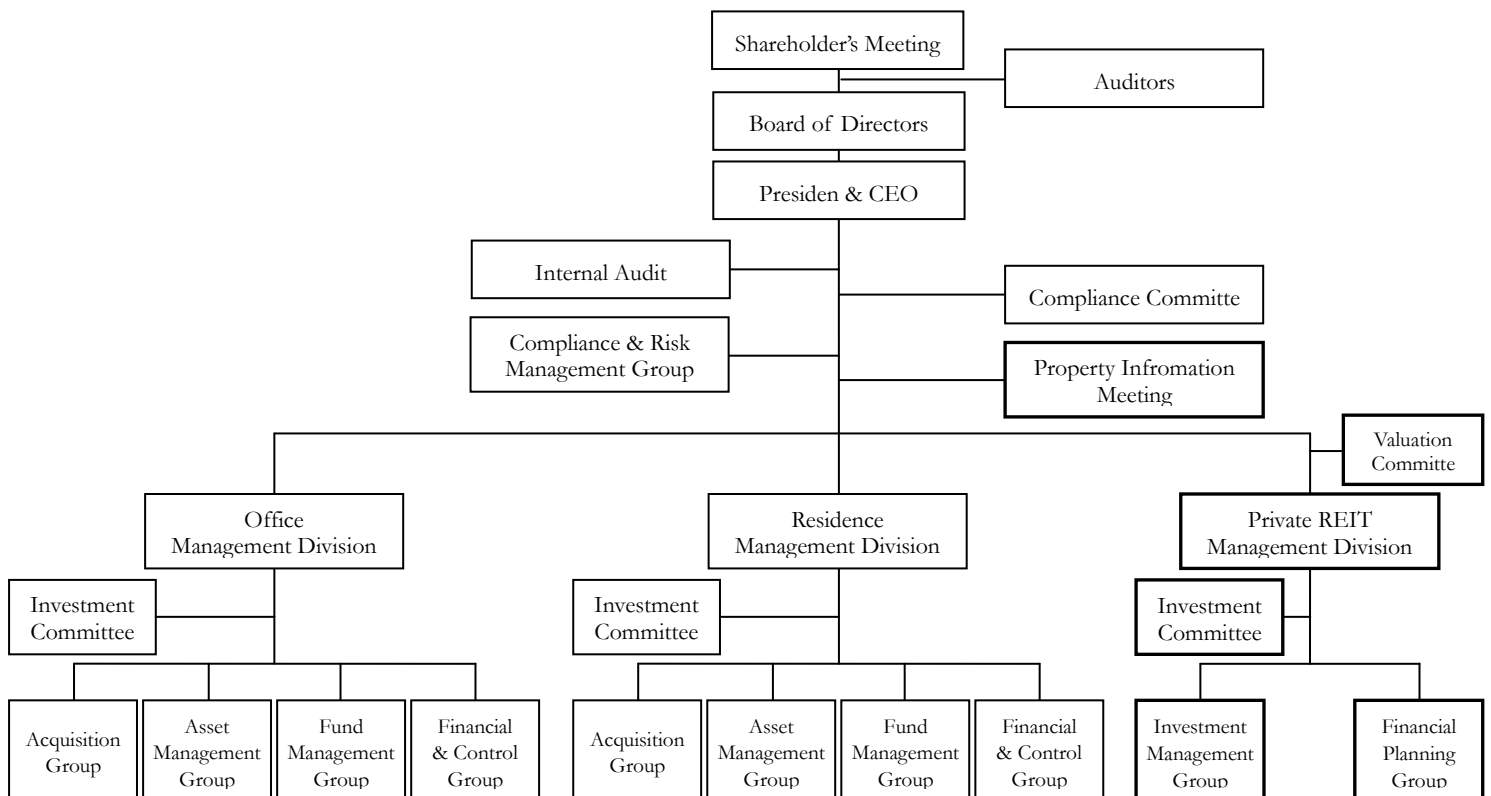 Shareholder's Meeting
Auditors
Board of Directors
Presiden & CEO
Internal Audit
Compliance Committe
Compliance & Risk
Management Group
Property Infromation
Meeting
Valuation
Committe
Office
Management Division
Residence
Management Division
Private REIT
Management Division
Investment
Committee
Investment
Committee
Investment
Committee
Acquisition
Group
Asset
Management
Group
Fund
Management
Group
Financial
& Control
Group
Acquisition
Group
Asset
Management
Group
Fund
Management
Group
Financial
& Control
Group
Investment
Management
Group
Financial
Planning
Group